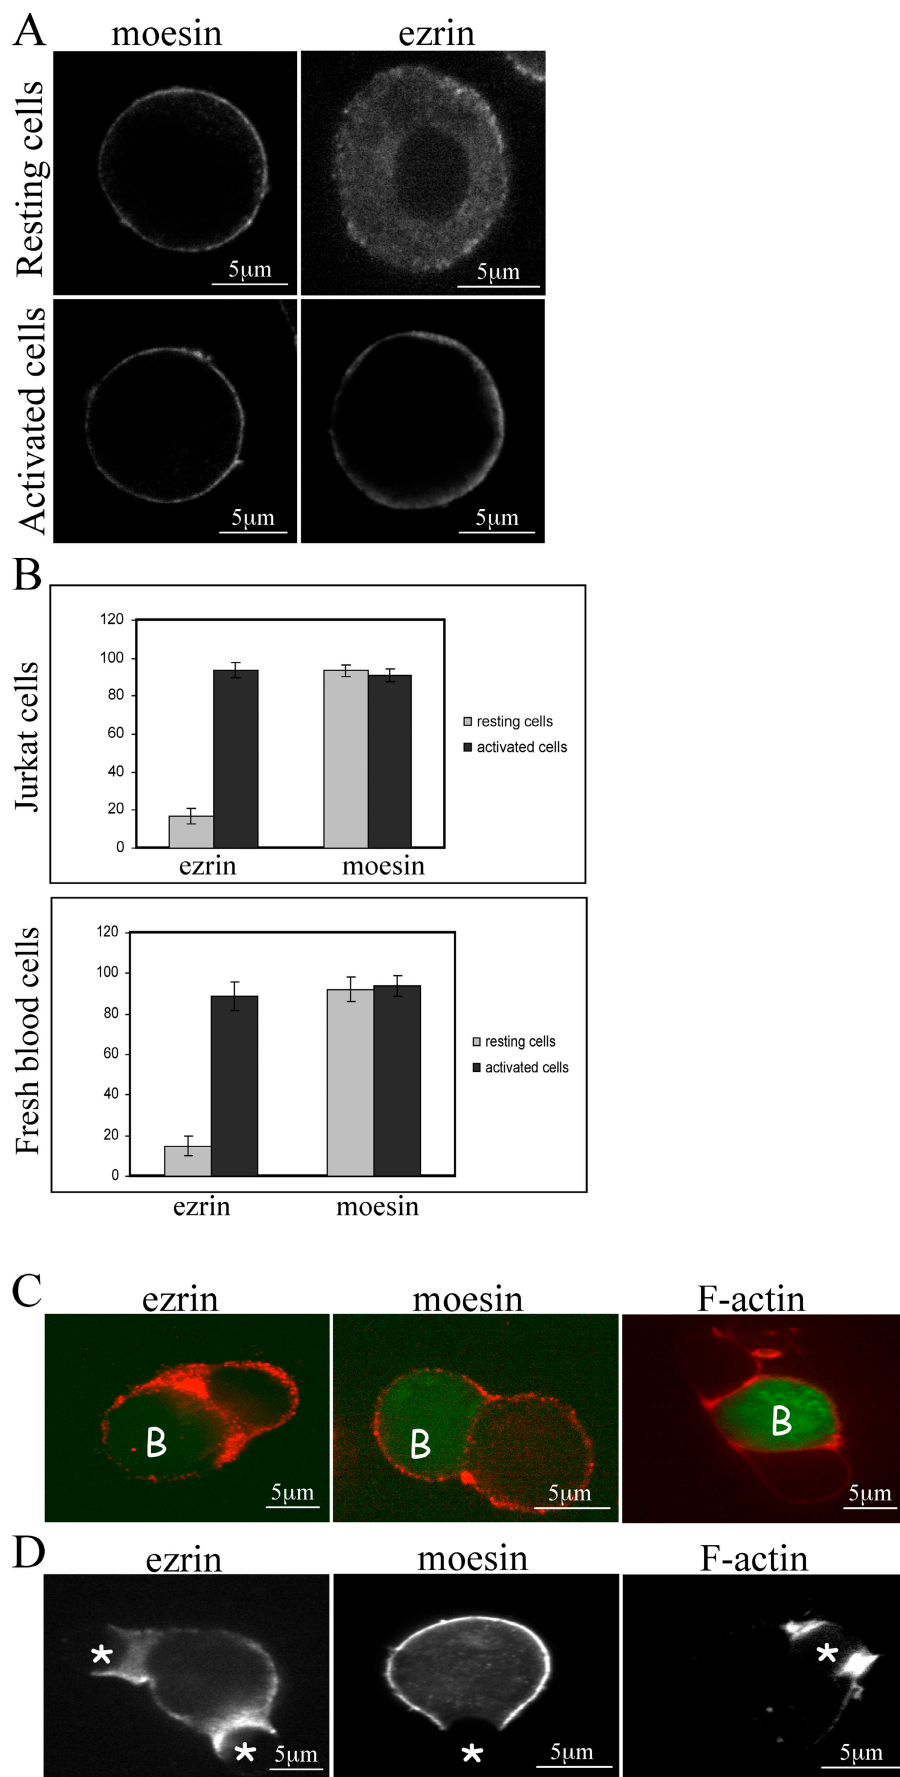 A
moesin ezrin
Resting cells
5µm 5µm
Activated cells
5µm 5µm
B
Jurkat cells
120
100
80
60
40
20
0
resting cells
activated cells
ezrin moesin
Fresh blood cells
120
100
80
60
40
20
0
resting cells
activated cells
ezrin moesin
C
ezrin moesin F-actin
B B B
5µm 5µm 5µm
D
ezrin moesin F-actin
* * * *
5µm 5µm 5µm